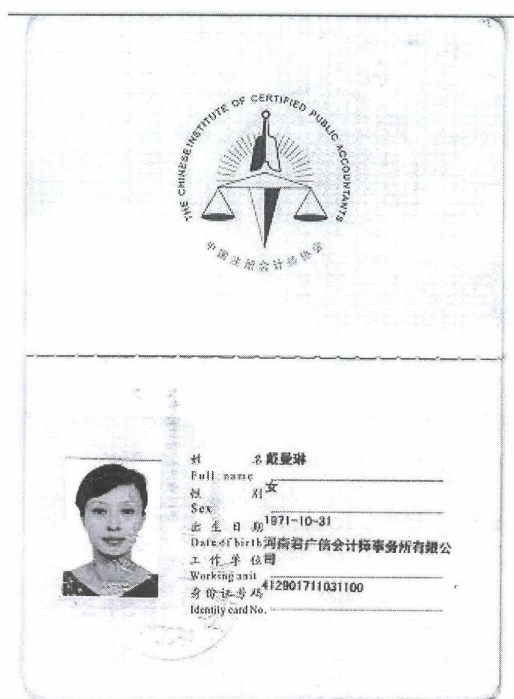 THE CHINESE INSTITUTE OF CERTIFIED PUBLIC ACCOUNTANTS
中国注册会计师协会
姓名 戴曼琳
Full name
性别 女
Sex
出生日期 1971-10-31
Date of birth
工作单位 河南君广信会计师事务所有限公司
Working unit
身份证号码 412901711031100
Identity card No.